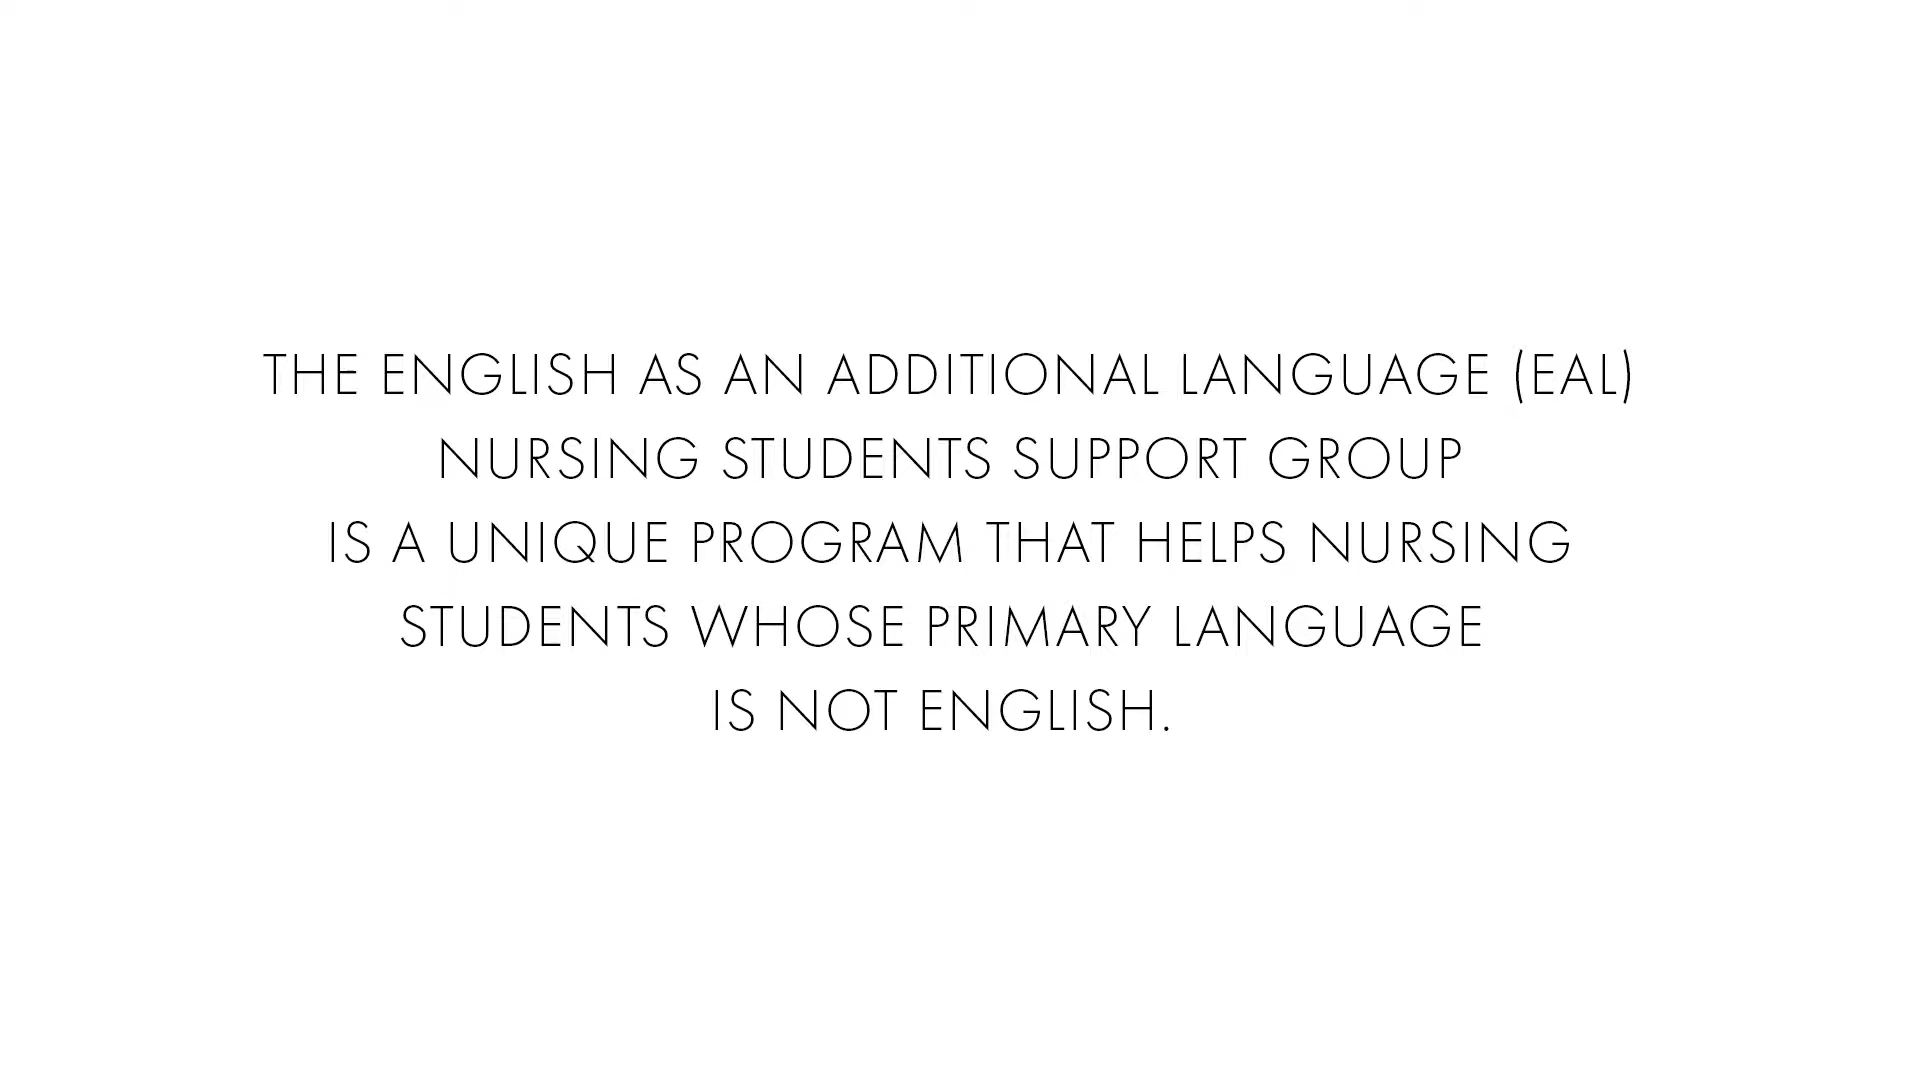 THE ENGLISH AS AN ADDITIONAL LANGUAGE (EAL)
NURSING STUDENTS SUPPORT GROUP
IS A UNIQUE PROGRAM THAT HELPS NURSING
STUDENTS WHOSE PRIMARY LANGUAGE
IS NOT ENGLISH.